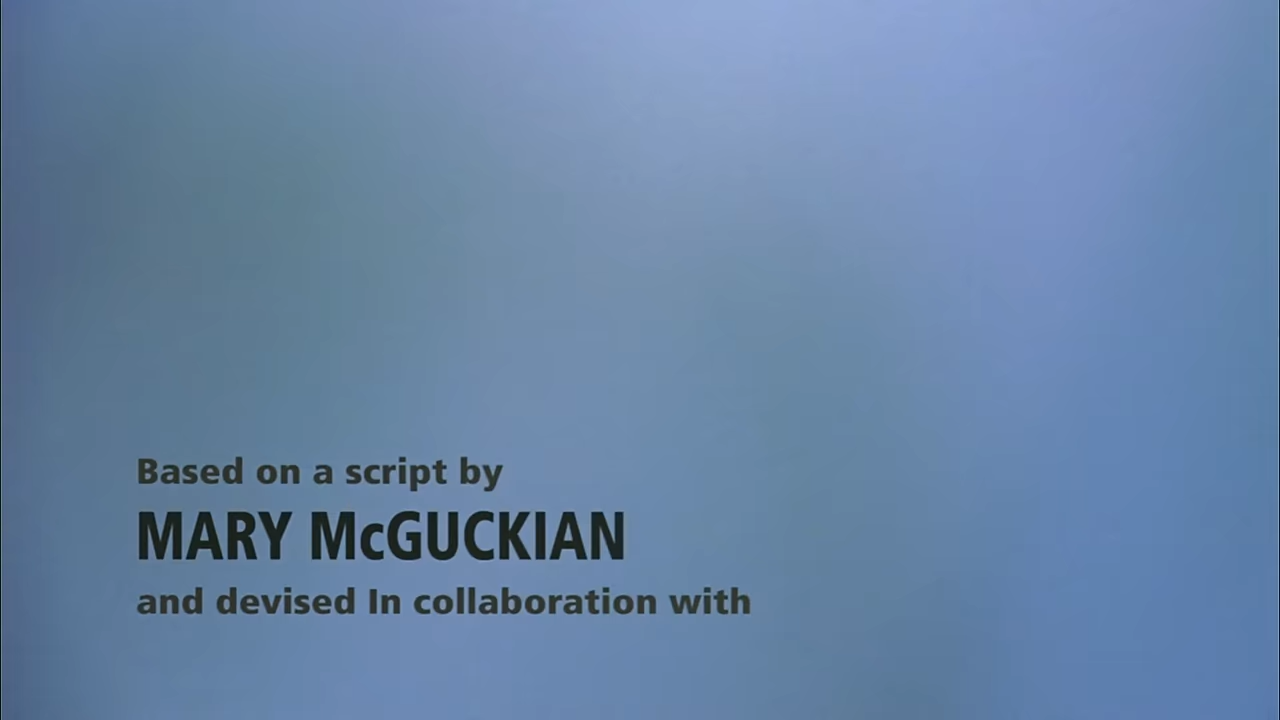 Based on a script by
MARY McGUCKIAN
and devised In collaboration with